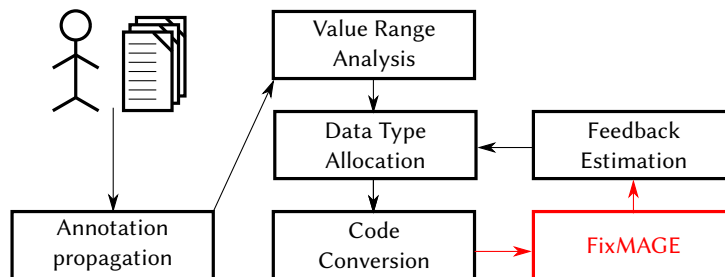 Value Range
Analysis
Data Type
Allocation
Feedback
Estimation
Annotation
propagation
Code
Conversion
FixMAGE